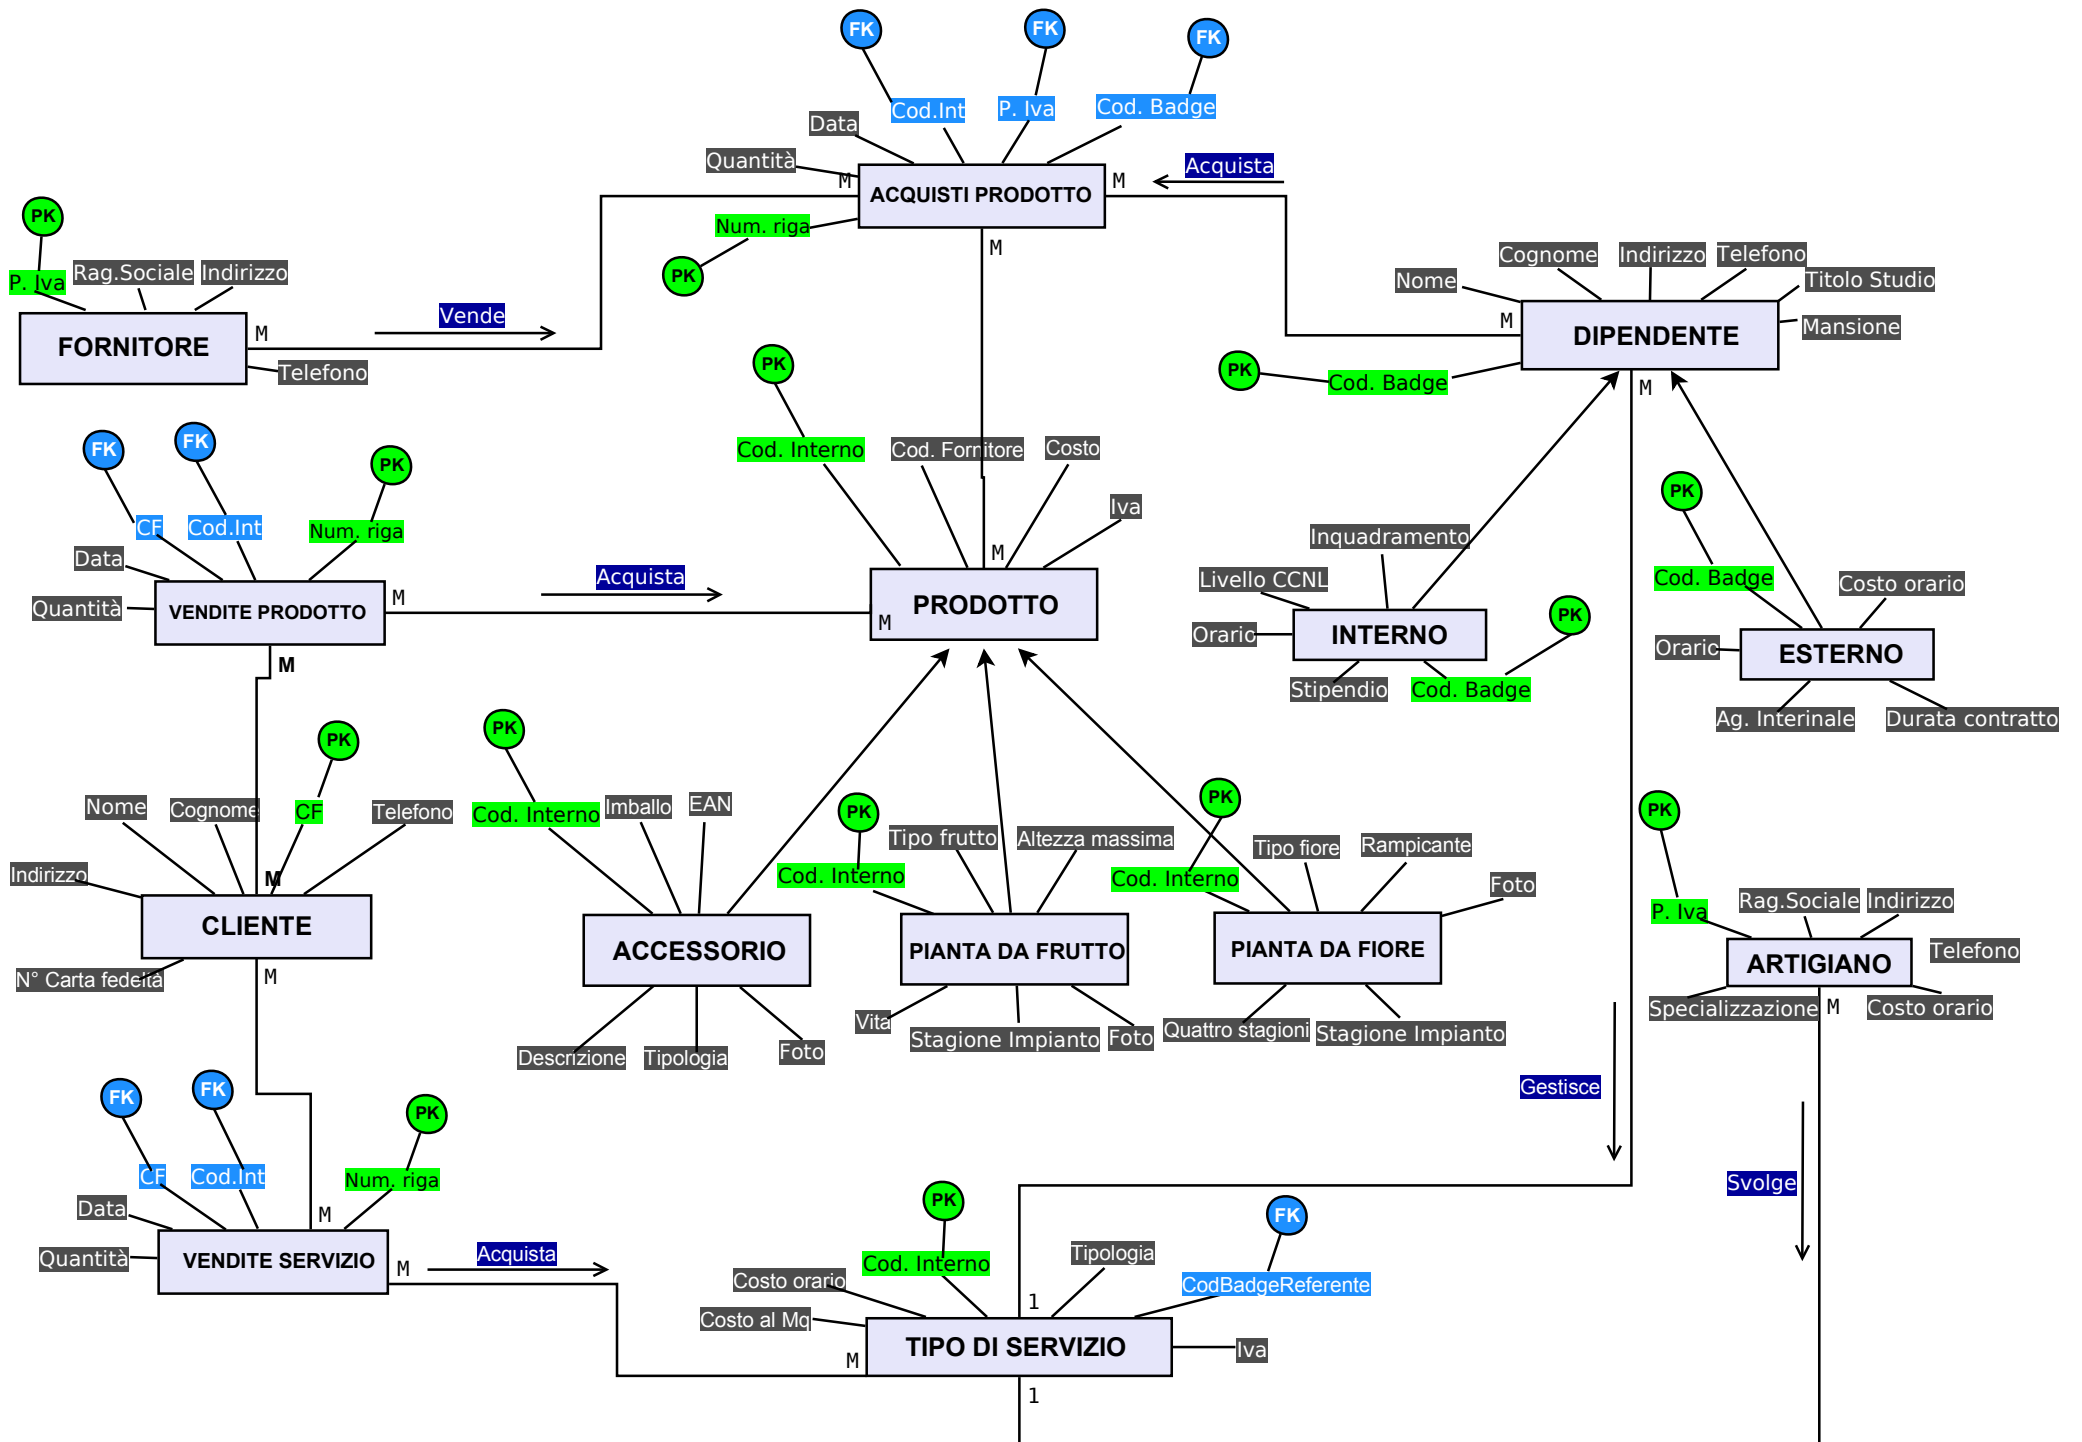 FK
FK
FK
Cod.Int
P. Iva
Cod. Badge
Data
Quantità
Acquista
M
M
ACQUISTI PRODOTTO
Num. riga
M
PK
PK
P. Iva
Rag.Sociale
Indirizzo
Vende
FORNITORE
M
Telefono
Nome
Cognome
Indirizzo
Telefono
Titolo Studio
Mansione
M
DIPENDENTE
PK
Cod. Badge
M
PK
Cod. Interno
Cod. Fornitore
Costo
Iva
M
FK
FK
PK
CF
Cod.Int
Num. riga
Data
Quantità
VENDITE PRODOTTO
M
Acquista
M
PRODOTTO
M
Inquadramento
Livello CCNL
PK
Orario
INTERNO
Stipendio
Cod. Badge
PK
Cod. Badge
Costo orario
Orario
ESTERNO
Ag. Interinale
Durata contratto
PK
Nome
Cognome
CF
Telefono
Indirizzo
M
CLIENTE
N° Carta fedeltà
M
PK
Cod. Interno
Imballo
EAN
ACCESSORIO
Descrizione
Tipologia
Foto
PK
Tipo frutto
Altezza massima
Cod. Interno
PIANTA DA FRUTTO
Vita
Stagione Impianto
Foto
PK
Tipo fiore
Rampicante
Cod. Interno
Foto
PIANTA DA FIORE
Quattro stagioni
Stagione Impianto
PK
P. Iva
Rag.Sociale
Indirizzo
Telefono
ARTIGIANO
Specializzazione
M
Costo orario
Gestisce
Svolge
FK
FK
PK
CF
Cod.Int
Num. riga
Data
Quantità
M
VENDITE SERVIZIO
M
Acquista
PK
FK
Cod. Interno
Tipologia
Costo orario
CodBadgeReferente
Costo al Mq
1
M
TIPO DI SERVIZIO
Iva
1